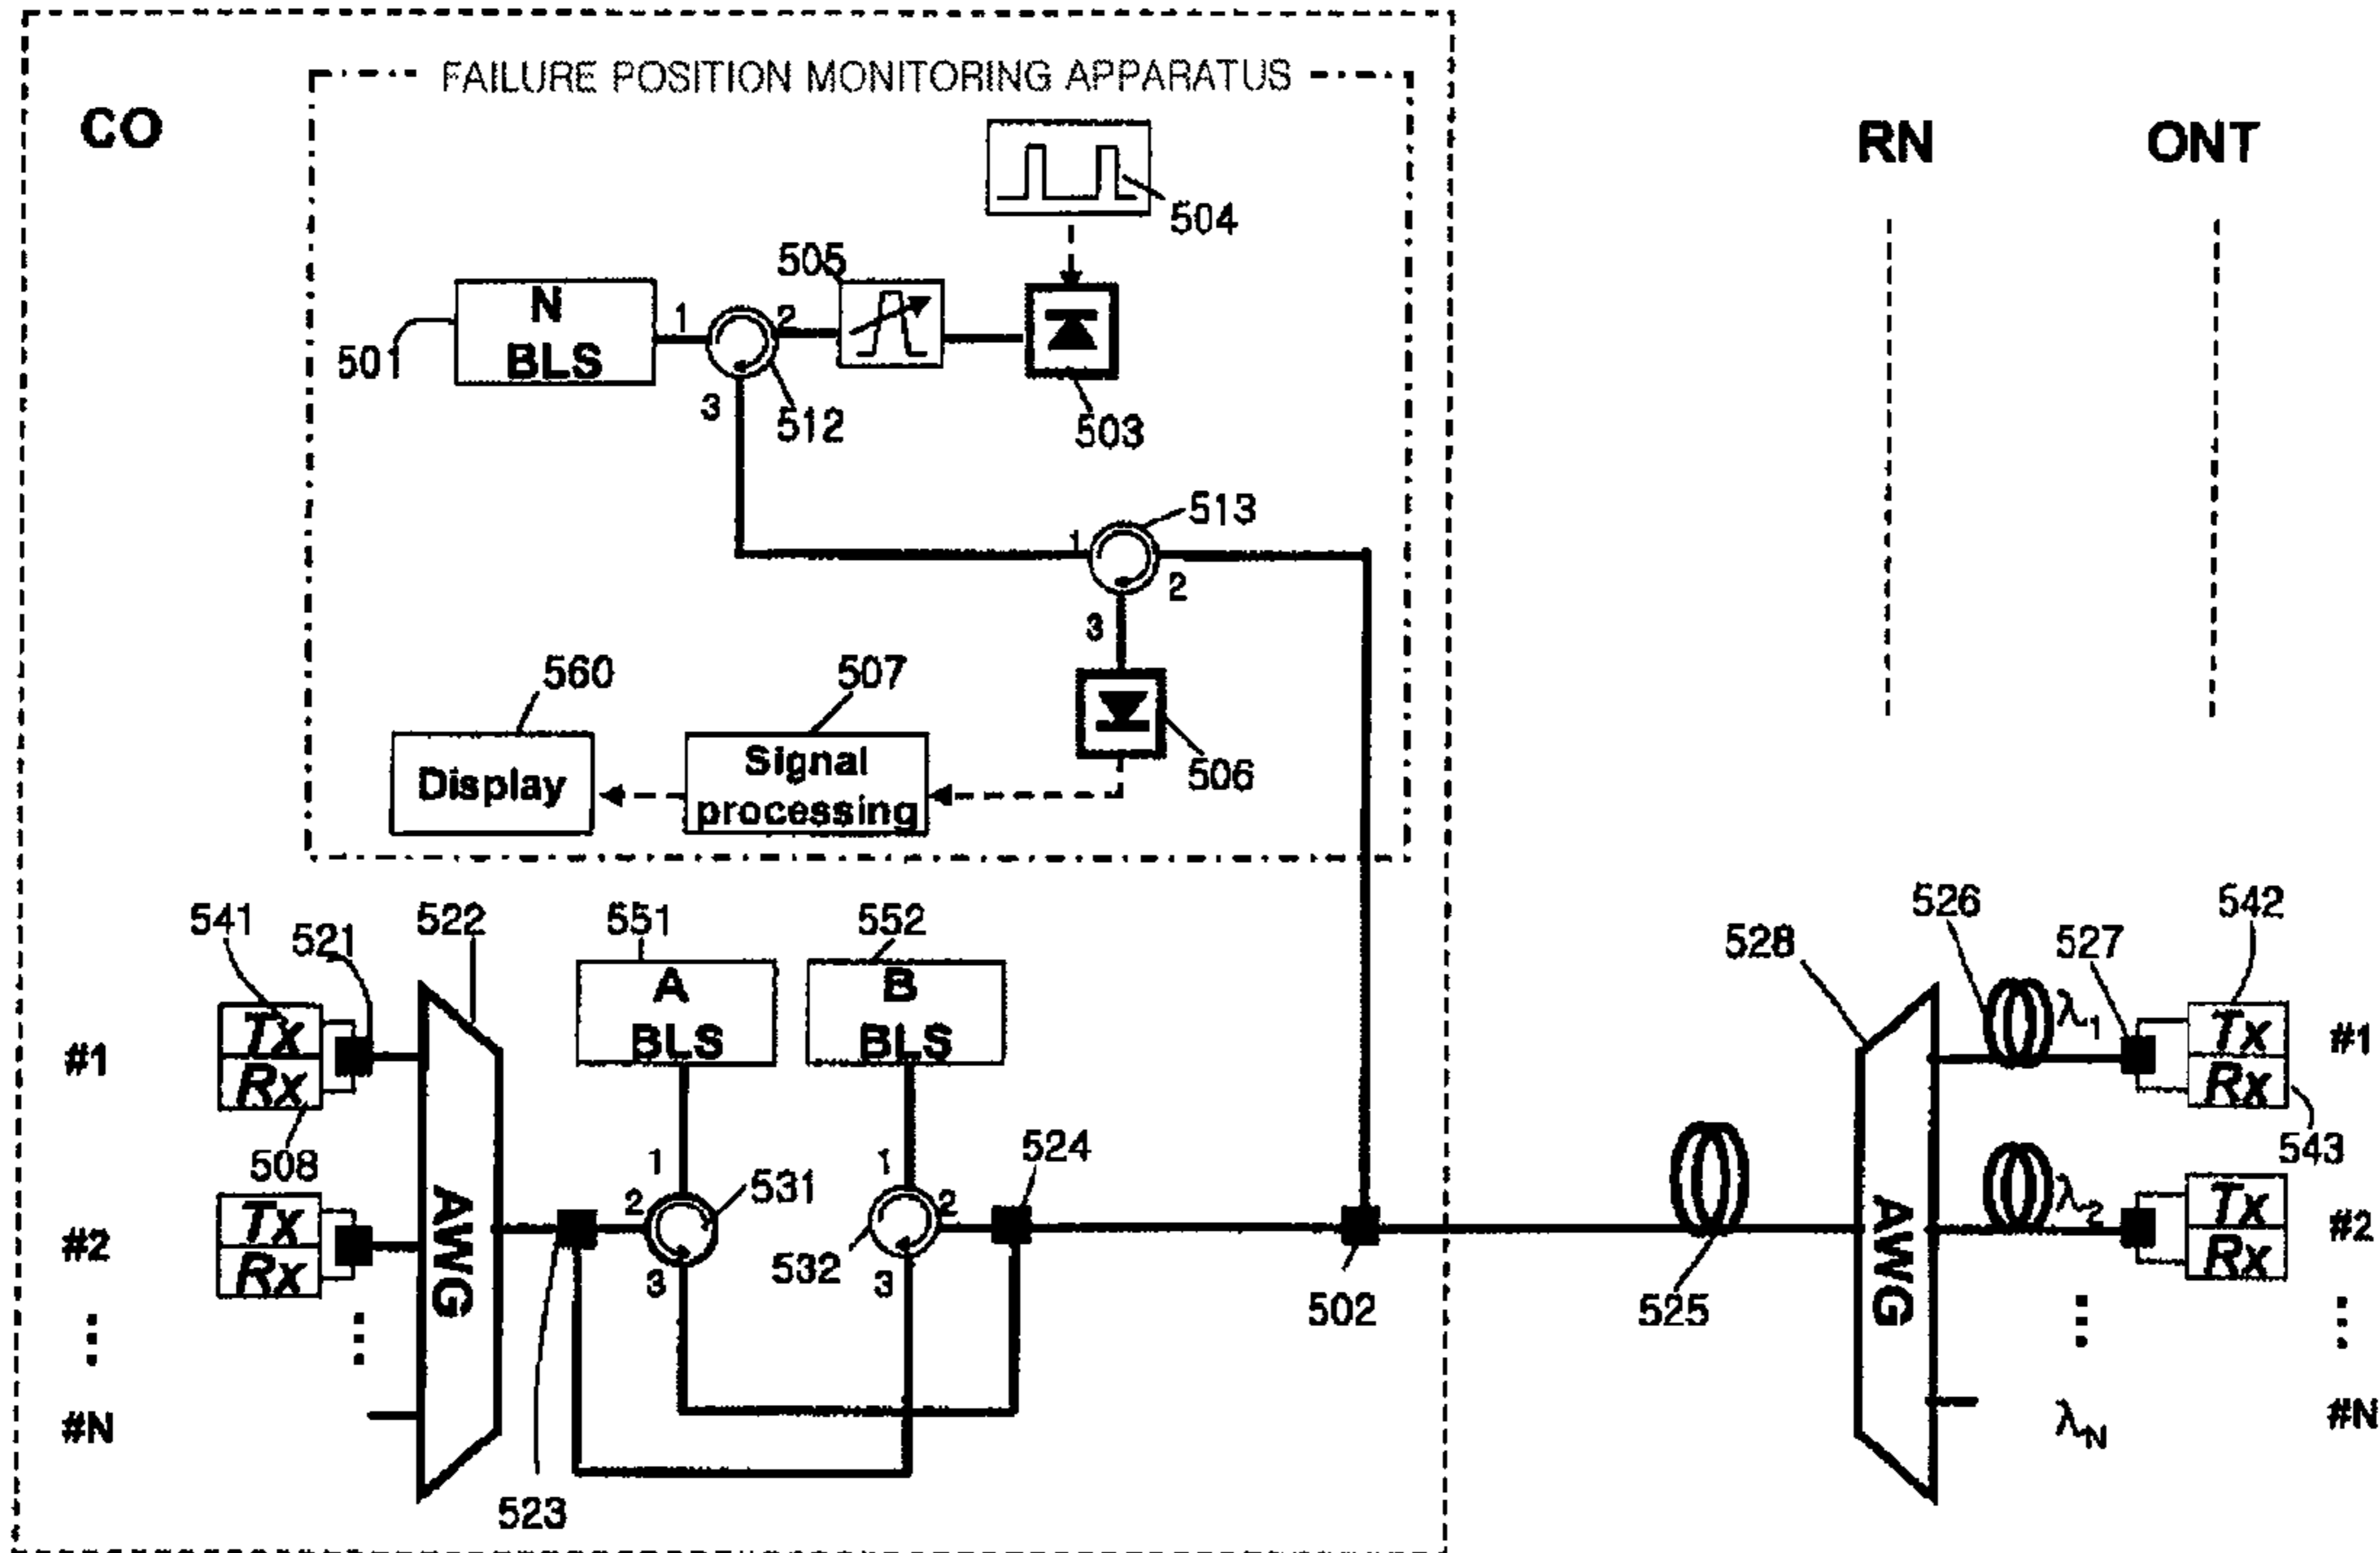 FAILURE POSITION MONITORING APPARATUS
CO
RN
ONT
504
505
N
BLS
501
1
2
3
512
503
513
1
2
3
506
560
507
Display
Signal
processing
541
521
522
551
552
A
BLS
B
BLS
528
526
527
542
#1
Tx
Rx
508
λ1
Tx
Rx
#1
543
524
1
2
3
531
1
2
3
532
#2
Tx
Rx
AWG
502
525
AWG
λ2
Tx
Rx
#2
#N
λN
#N
523